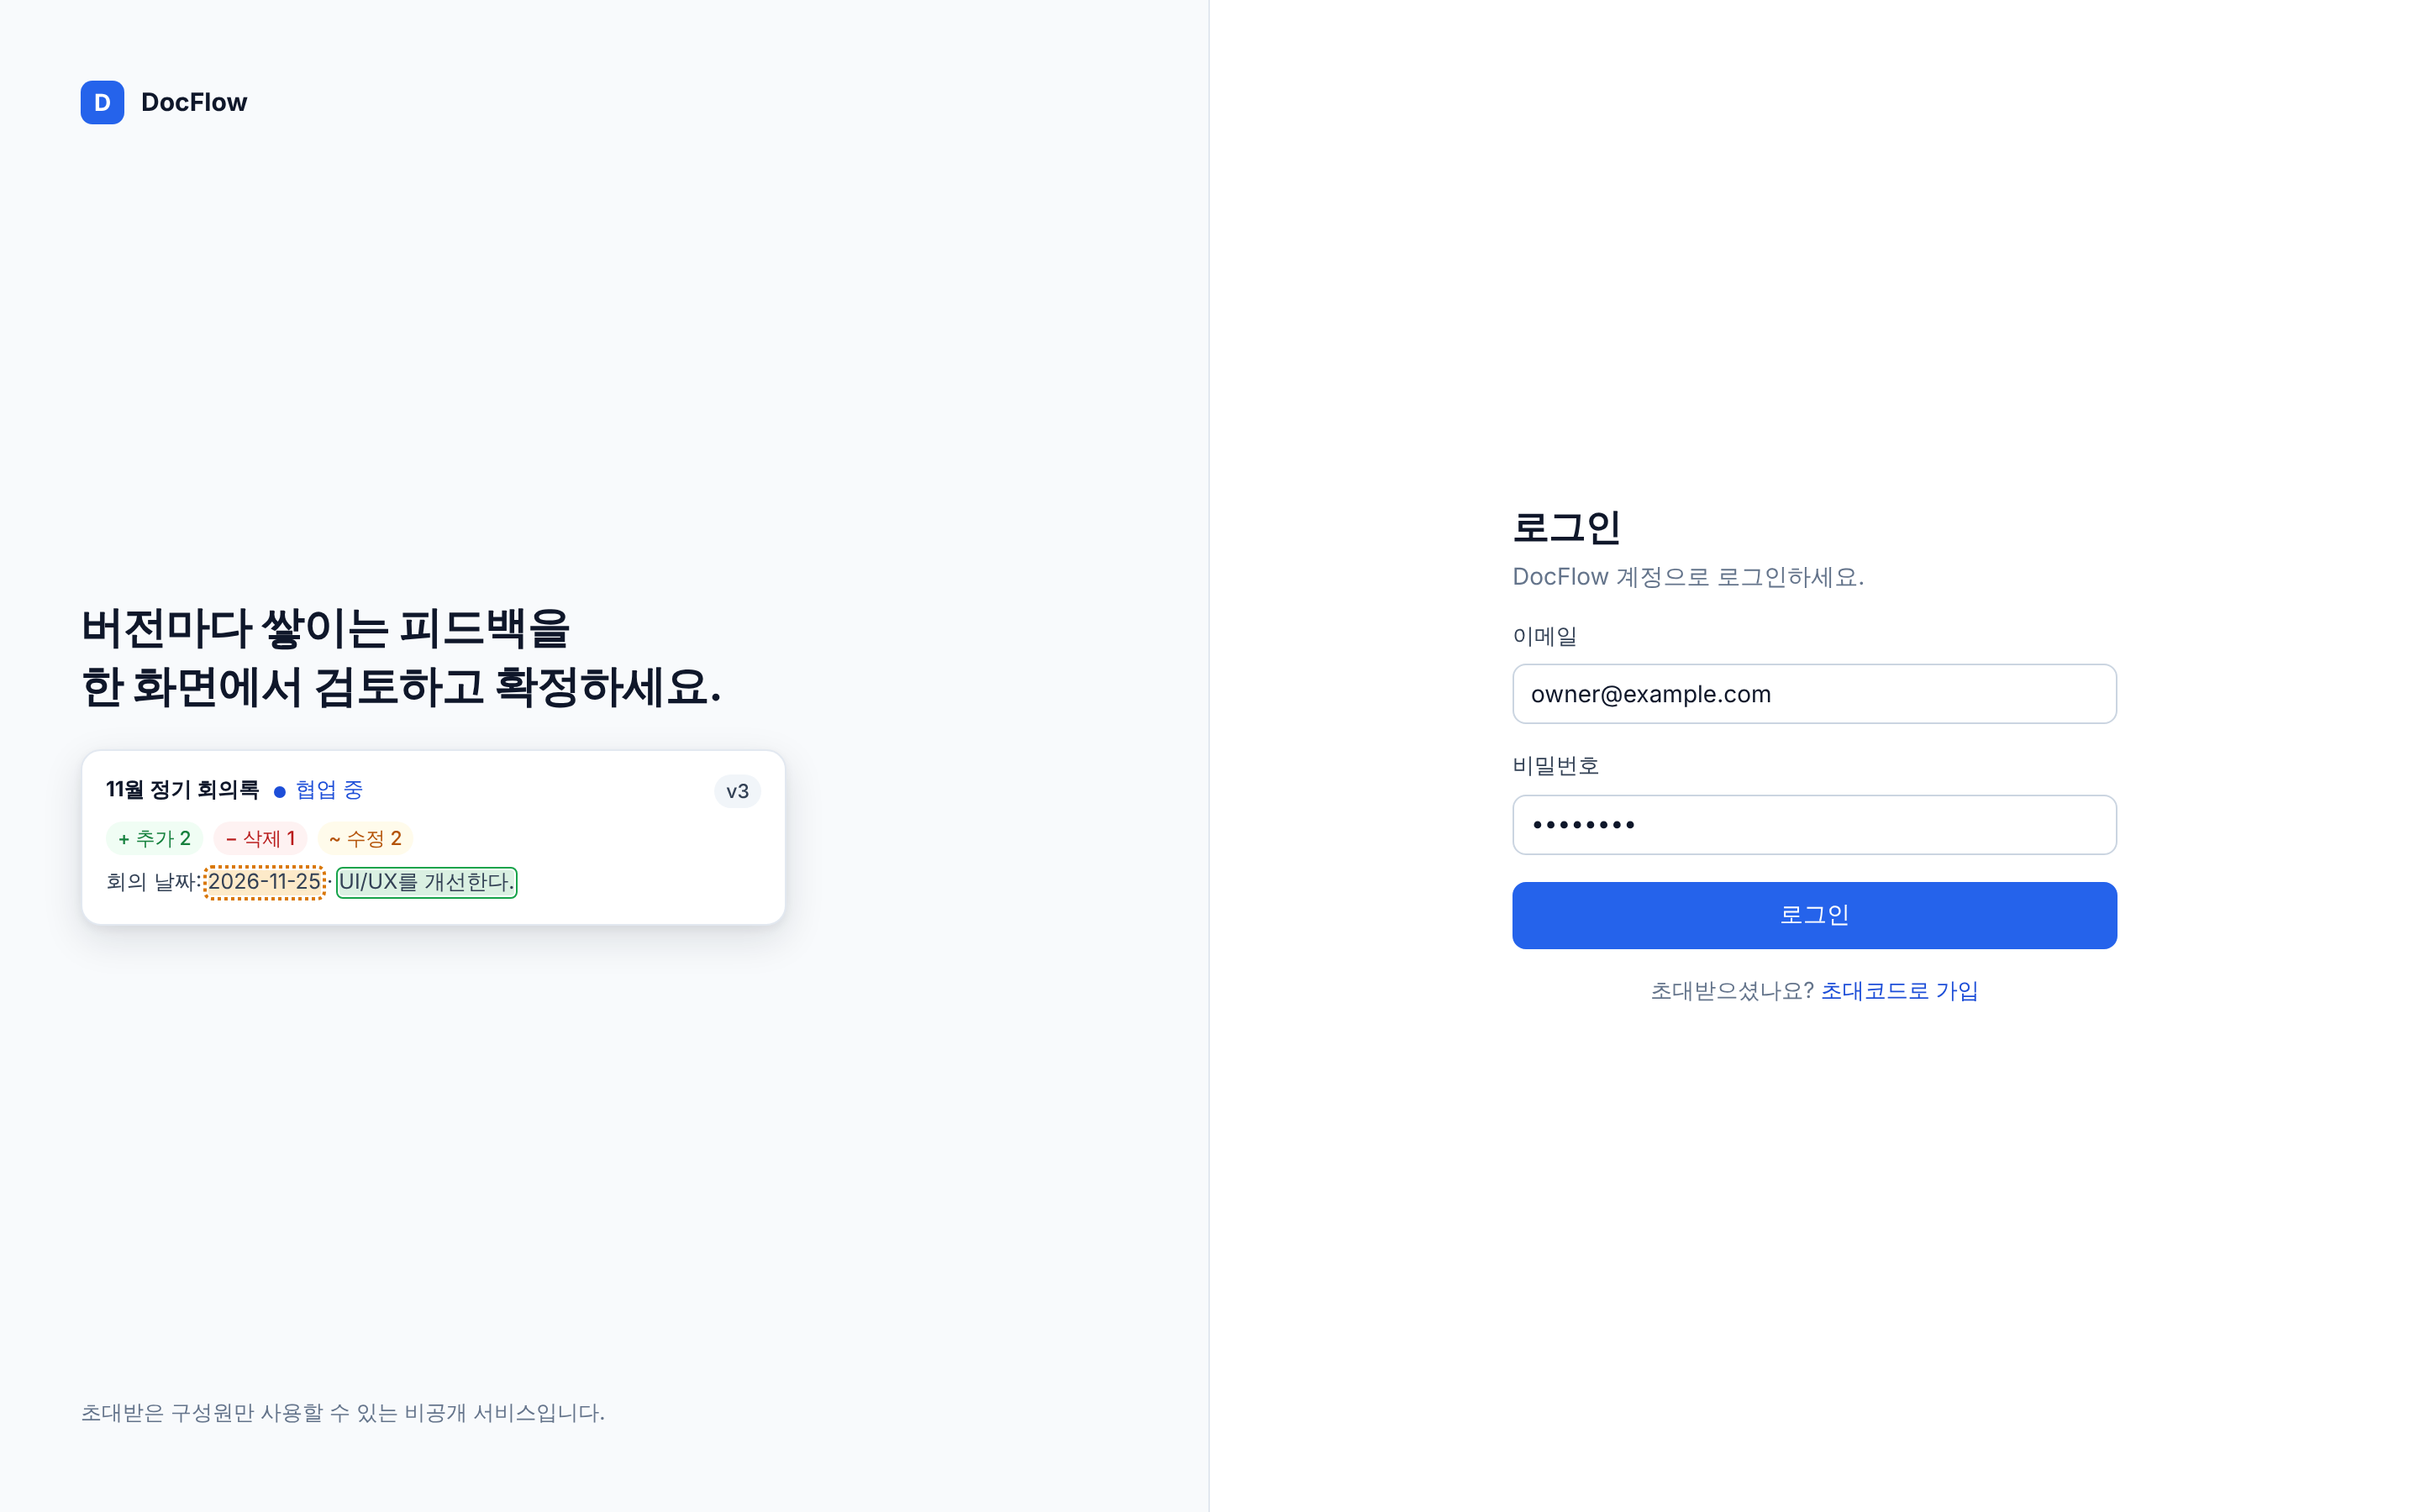 D DocFlow
버전마다 쌓이는 피드백을
한 화면에서 검토하고 확정하세요.
11월 정기 회의록 ● 협업 중 v3
+ 추가 2 − 삭제 1 ~ 수정 2
회의 날짜: 2026-11-25 · UI/UX를 개선한다.
초대받은 구성원만 사용할 수 있는 비공개 서비스입니다.
로그인
DocFlow 계정으로 로그인하세요.
이메일
owner@example.com
비밀번호
••••••••
로그인
초대받으셨나요? 초대코드로 가입